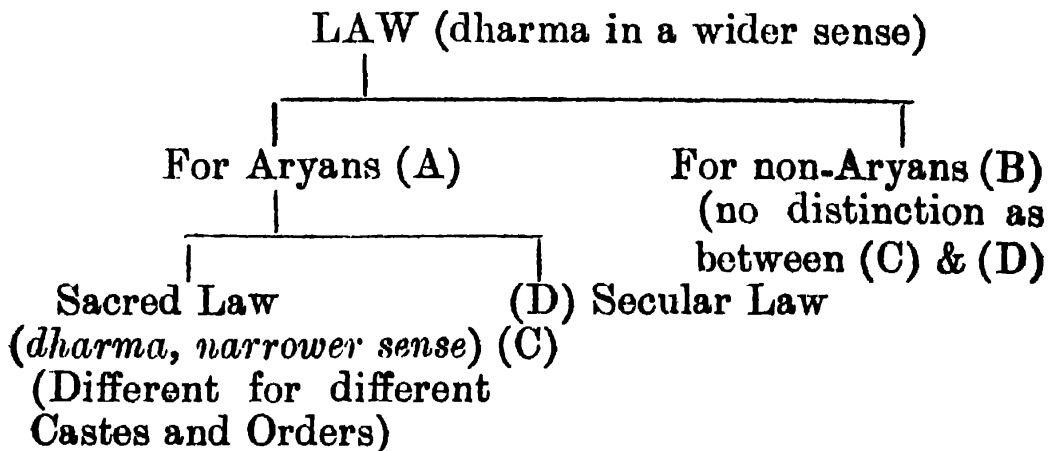 LAW (dharma in a wider sense)
For Aryans (A)
For non-Aryans (B)
(no distinction as
between (C) & (D)
Sacred Law
(dharma, narrower sense) (C)
(Different for different
Castes and Orders)
(D) Secular Law